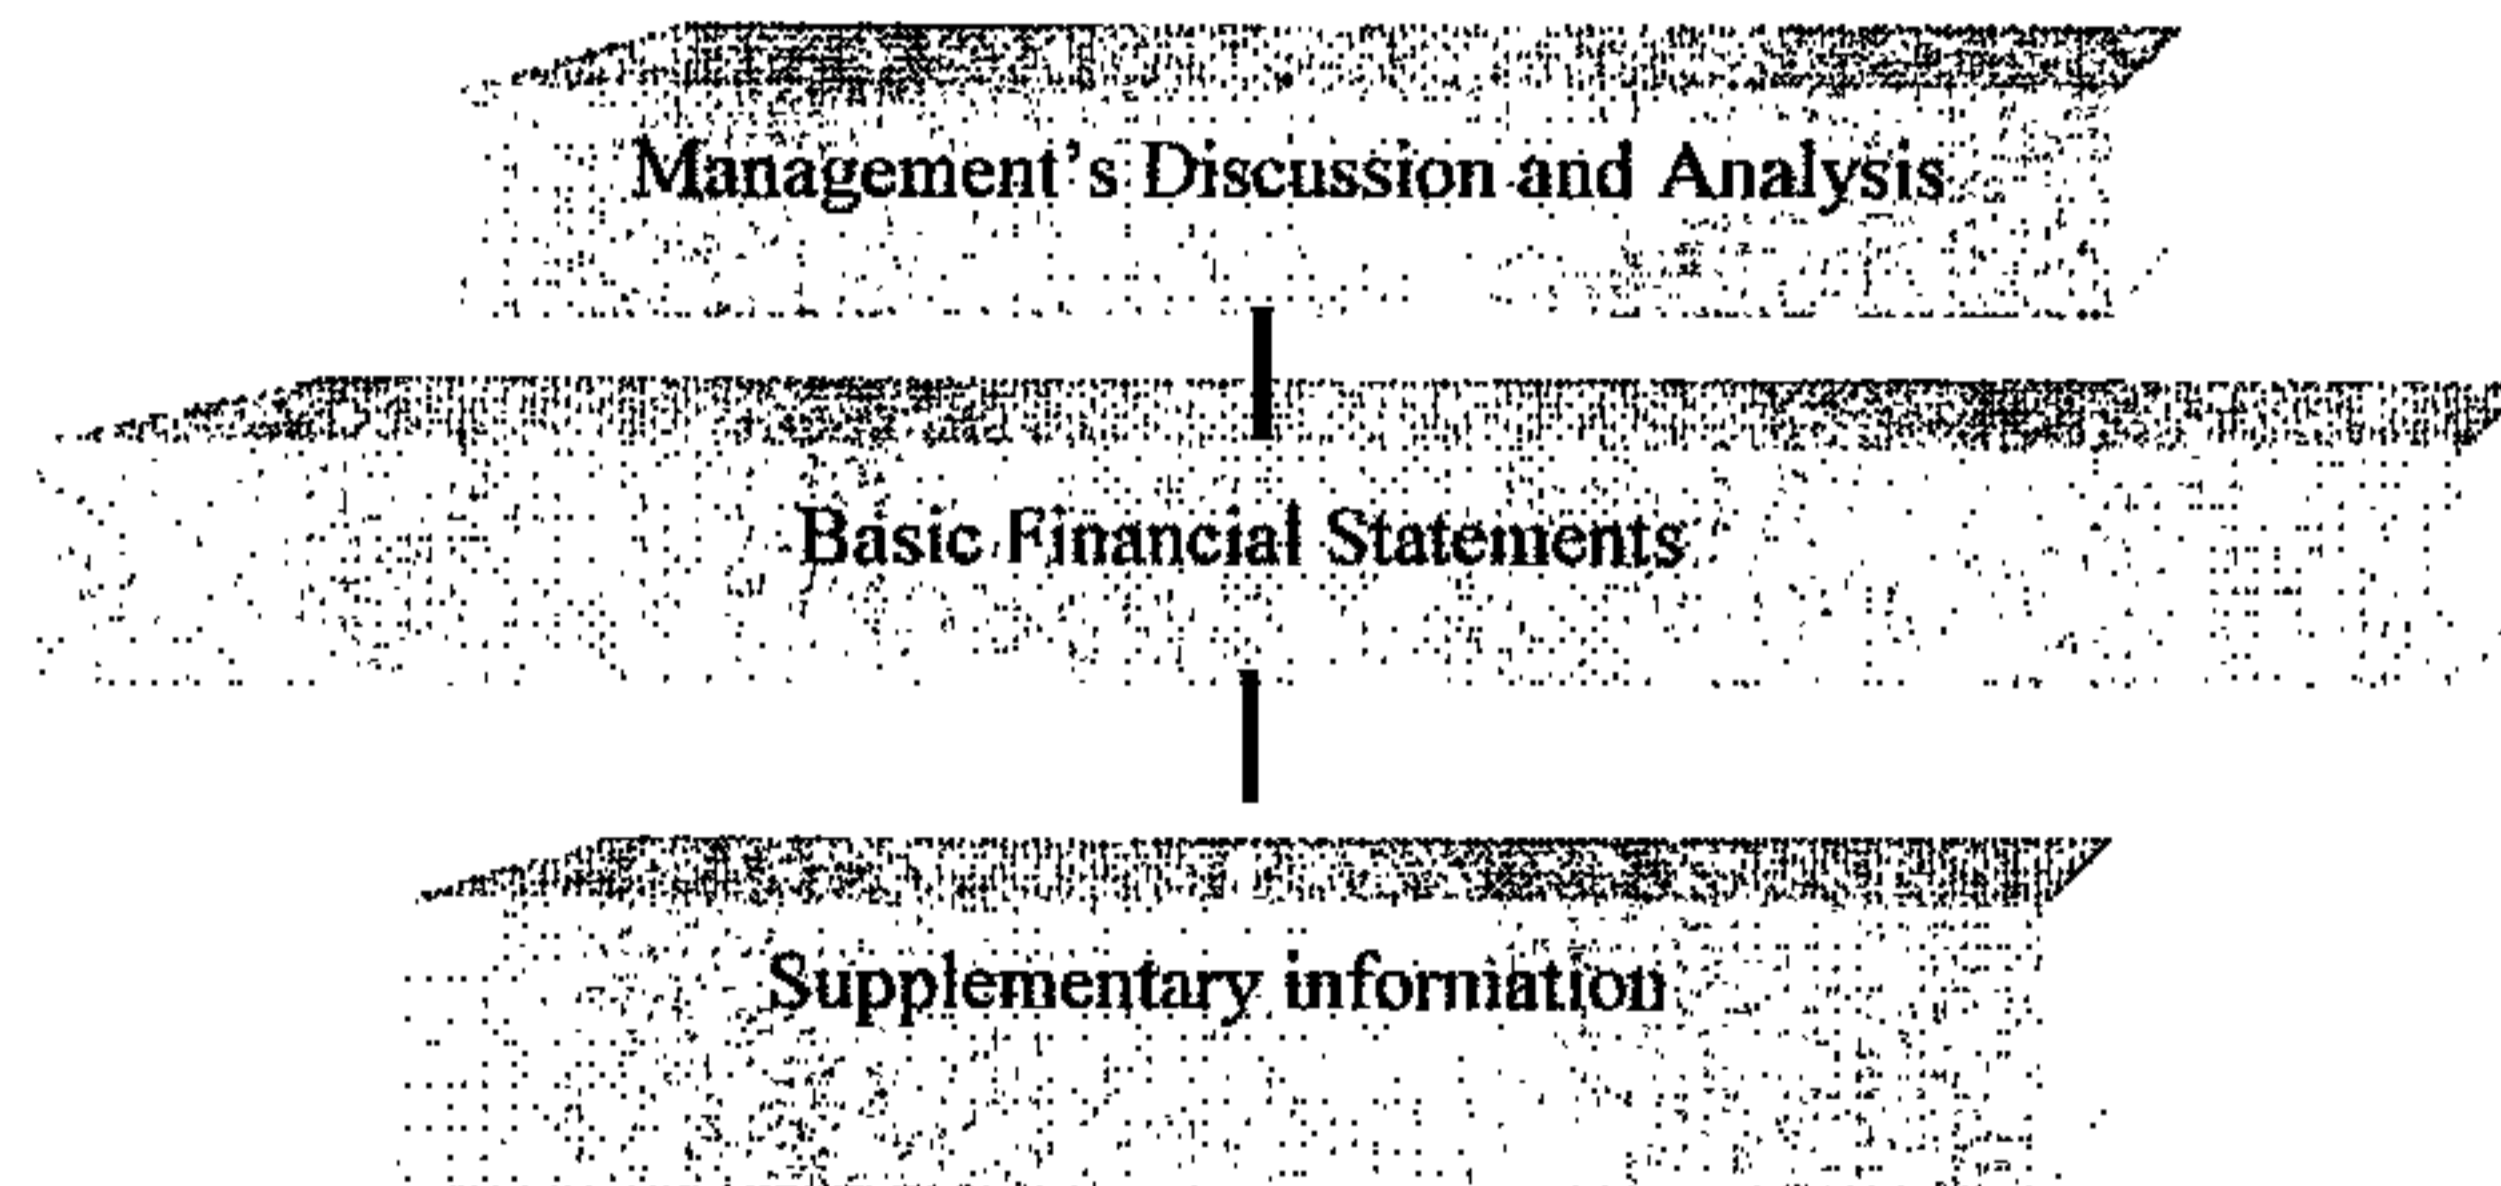 Management's Discussion and Analysis
Basic Financial Statements
Supplementary information